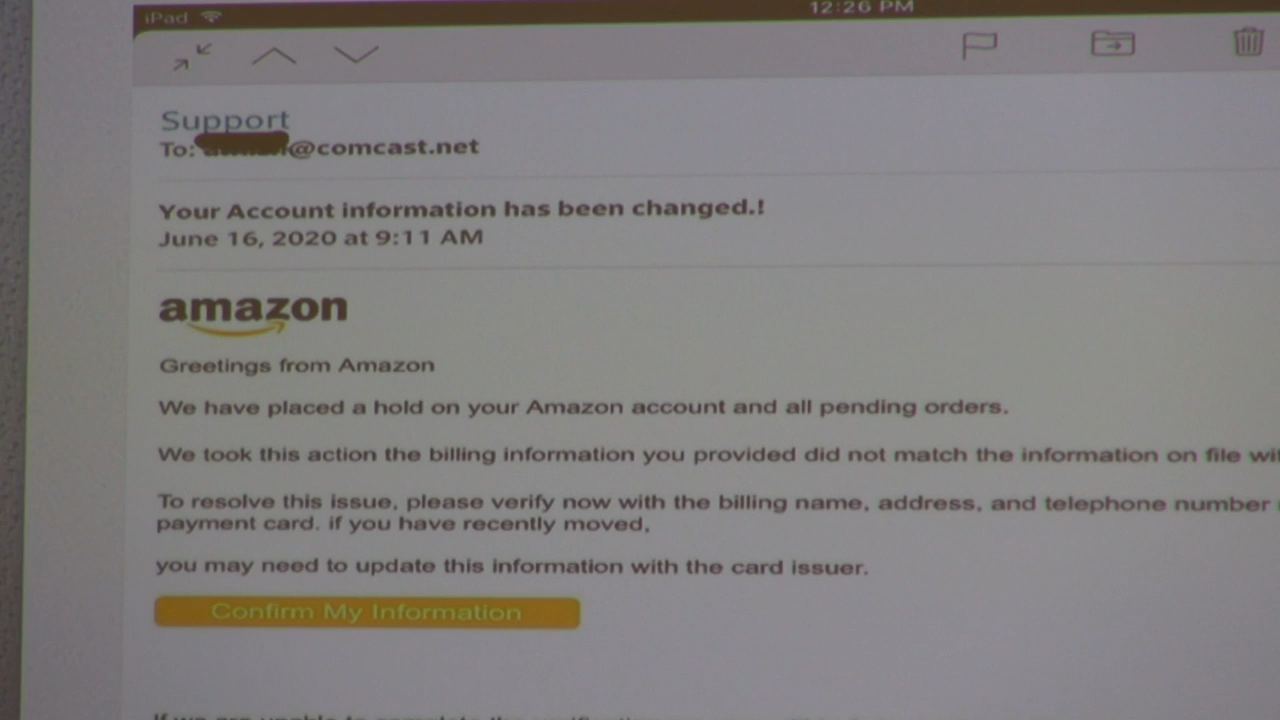 iPad
12:26 PM
Support
To: @comcast.net
Your Account information has been changed.!
June 16, 2020 at 9:11 AM
amazon
Greetings from Amazon
We have placed a hold on your Amazon account and all pending orders.
We took this action the billing information you provided did not match the information on file wi
To resolve this issue, please verify now with the billing name, address, and telephone number
payment card. if you have recently moved,
you may need to update this information with the card issuer.
Confirm My Information